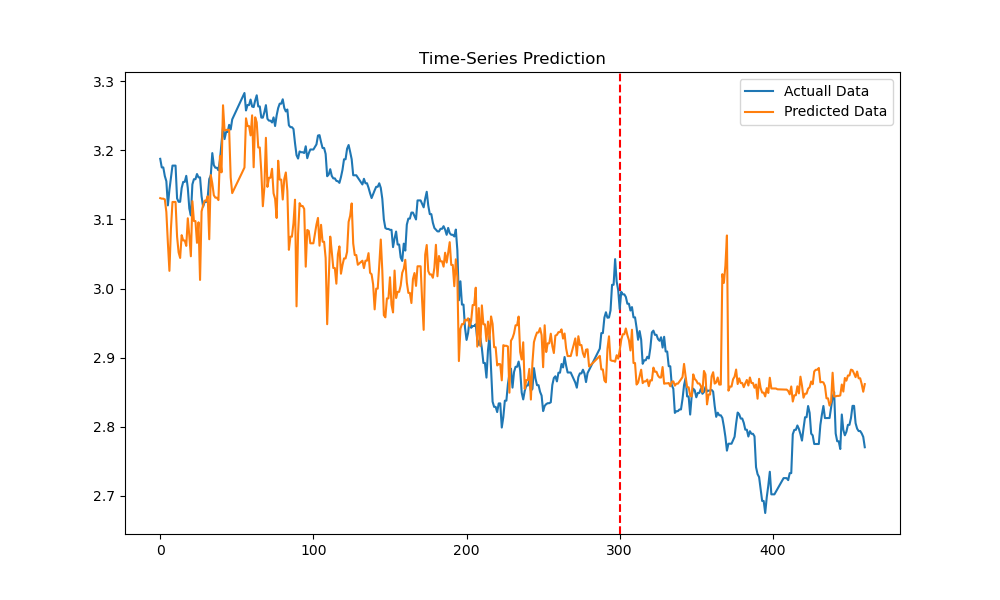 Time-Series Prediction
Actuall Data
Predicted Data
3.3
3.2
3.1
3.0
2.9
2.8
2.7
0 100 200 300 400